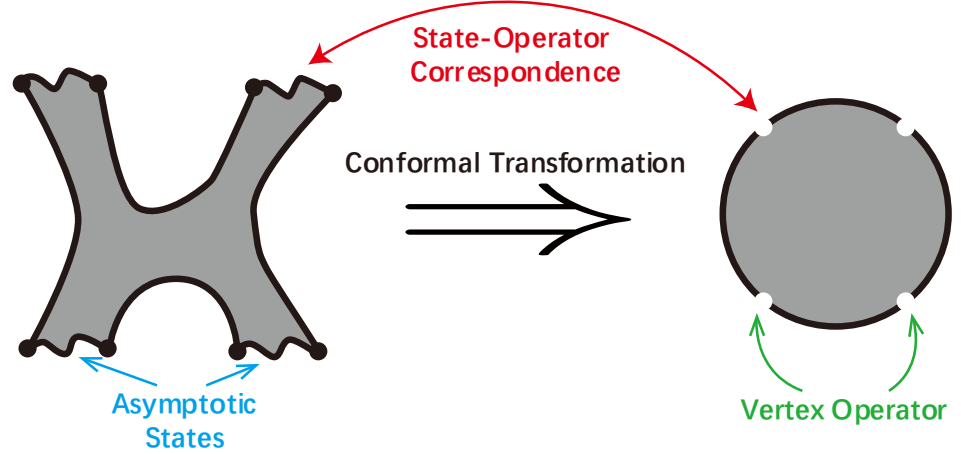 State-Operator
Correspondence
Conformal Transformation
Asymptotic
States
Vertex Operator